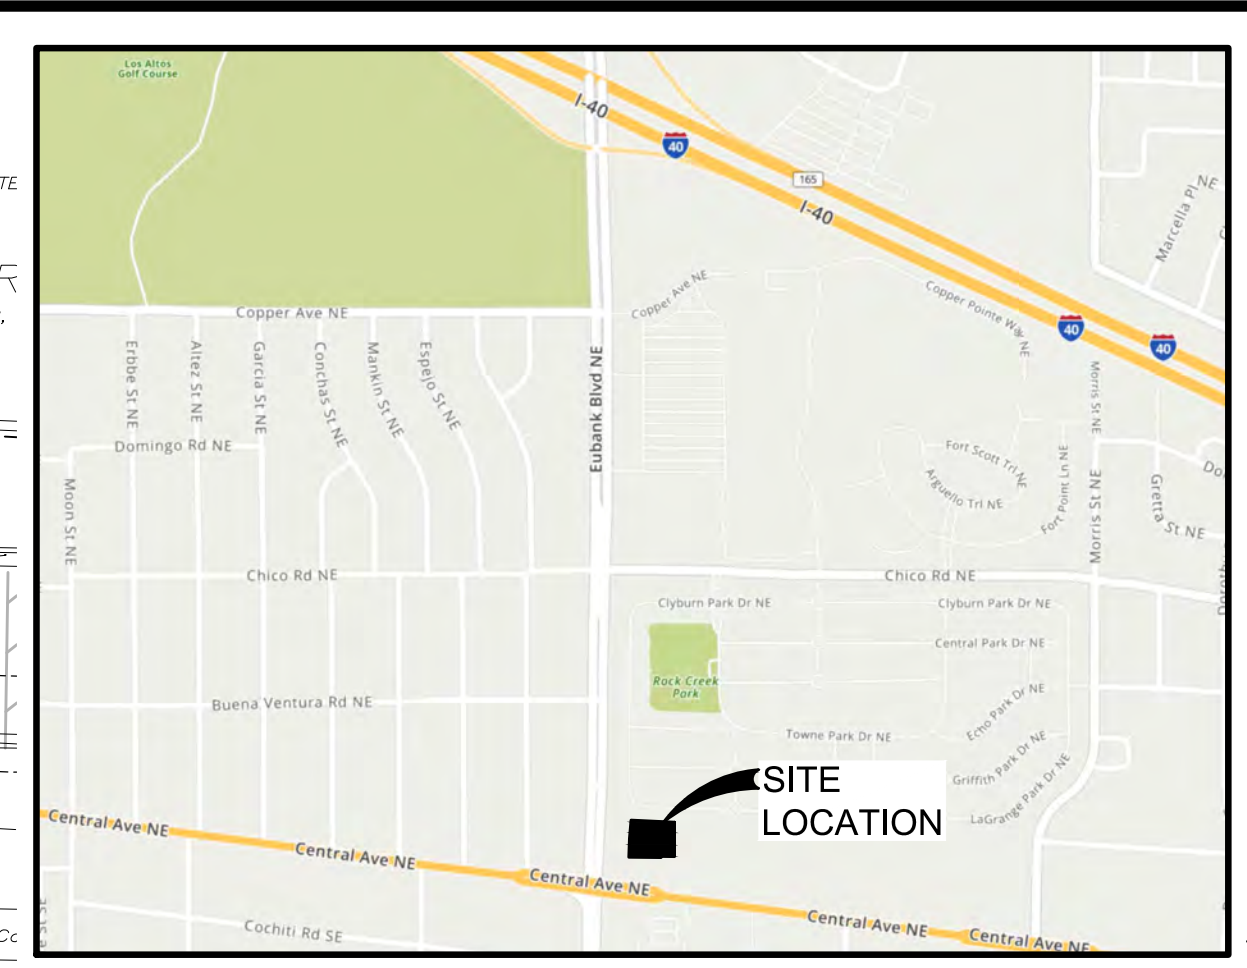 Los Altos
Golf Course
I-40
40
165
I-40
Marcella Pl NE
Copper Ave NE
Copper Ave NE
Copper Pointe Way NE
40
40
Erbbe St NE
Altez St NE
Garcia St NE
Conchas St NE
Mankin St NE
Espejo St NE
Eubank Blvd NE
Morris St NE
Domingo Rd NE
Fort Scott Trl NE
Arguello Trl NE
Fort Point Ln NE
Morris St NE
Gretta St NE
Do
Moon St NE
Chico Rd NE
Chico Rd NE
Clyburn Park Dr NE
Clyburn Park Dr NE
Central Park Dr NE
Rock Creek
Park
Buena Ventura Rd NE
Echo Park Dr NE
Towne Park Dr NE
Griffith Park Dr NE
LaGrange Park Dr NE
SITE
LOCATION
Central Ave NE
Central Ave NE
Central Ave NE
Central Ave NE
Central Ave NE
Cochiti Rd SE